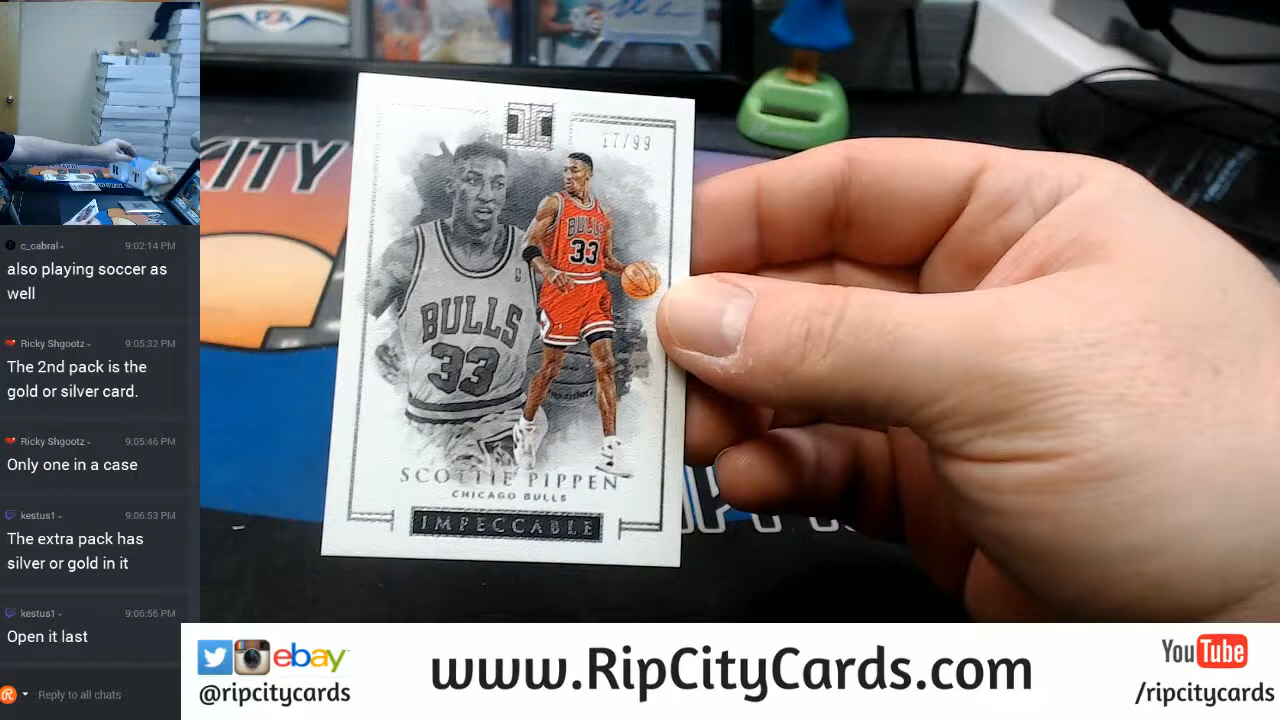 c_cabral - 9:02:14 PM
also playing soccer as
well
Ricky Shgootz - 9:05:32 PM
The 2nd pack is the
gold or silver card.
Ricky Shgootz - 9:05:46 PM
Only one in a case
kestus1 - 9:06:53 PM
The extra pack has
silver or gold in it
kestus1 - 9:06:56 PM
Open it last
Reply to all chats
PSA
CITY
17/99
BULLS
33
BULLS
33
SCOTTIE PIPPEN
CHICAGO BULLS
IMPECCABLE
ebay
@ripcitycards
www.RipCityCards.com
YouTube
/ripcitycards